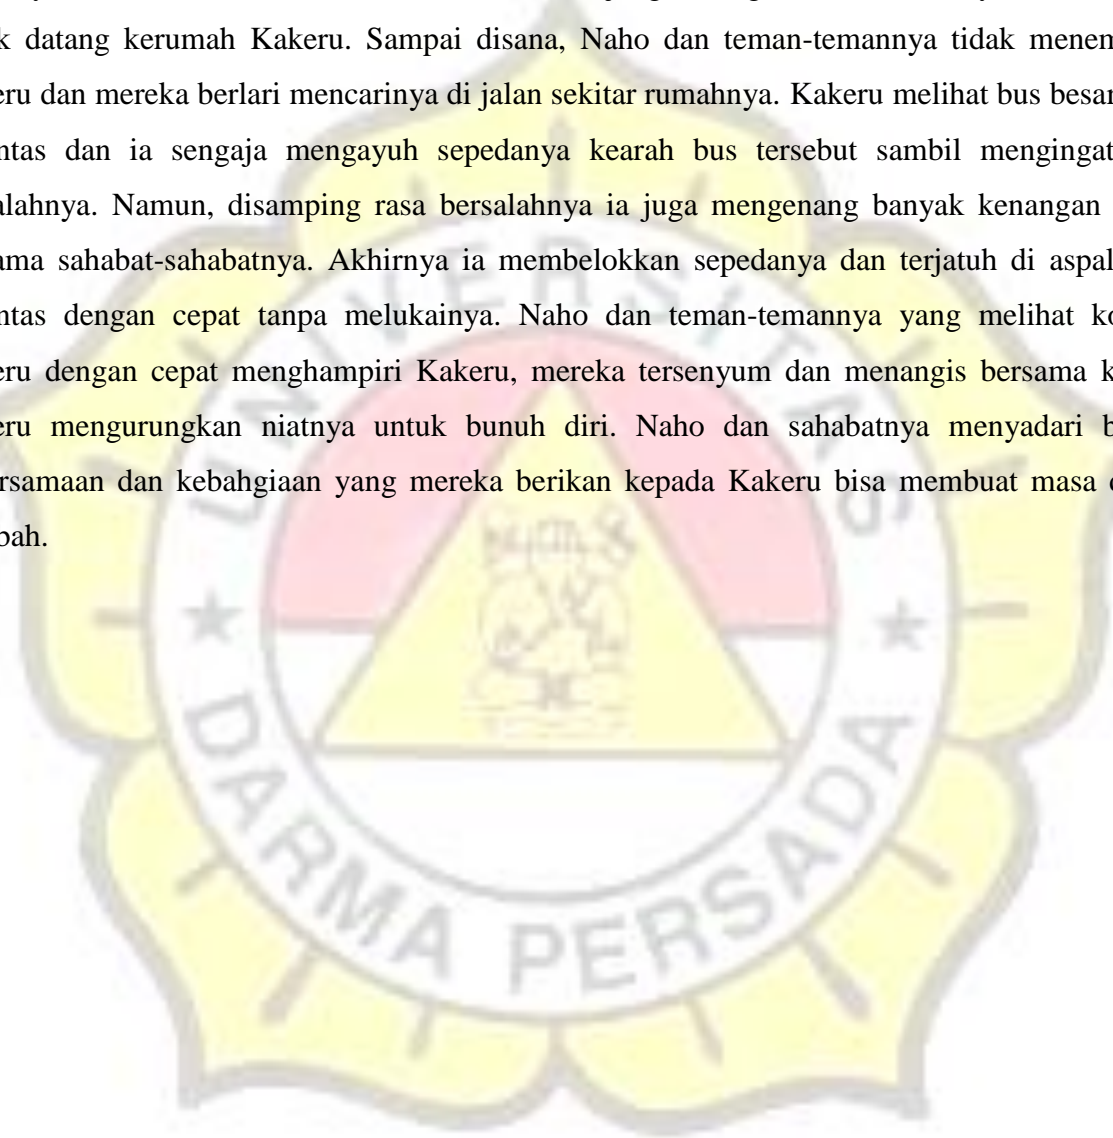 k datang kerumah Kakeru. Sampai disana, Naho dan teman-temannya tidak menem
eru dan mereka berlari mencarinya di jalan sekitar rumahnya. Kakeru melihat bus besar
ntas dan ia sengaja mengayuh sepedanya kearah bus tersebut sambil mengingat
alahnya. Namun, disamping rasa bersalahnya ia juga mengenang banyak kenangan
ama sahabat-sahabatnya. Akhirnya ia membelokkan sepedanya dan terjatuh di aspal
ntas dengan cepat tanpa melukainya. Naho dan teman-temannya yang melihat ko
eru dengan cepat menghampiri Kakeru, mereka tersenyum dan menangis bersama k
eru mengurungkan niatnya untuk bunuh diri. Naho dan sahabatnya menyadari b
ersamaan dan kebahgiaan yang mereka berikan kepada Kakeru bisa membuat masa
bah.
UNIVERSITAS
DARMA PERSADA